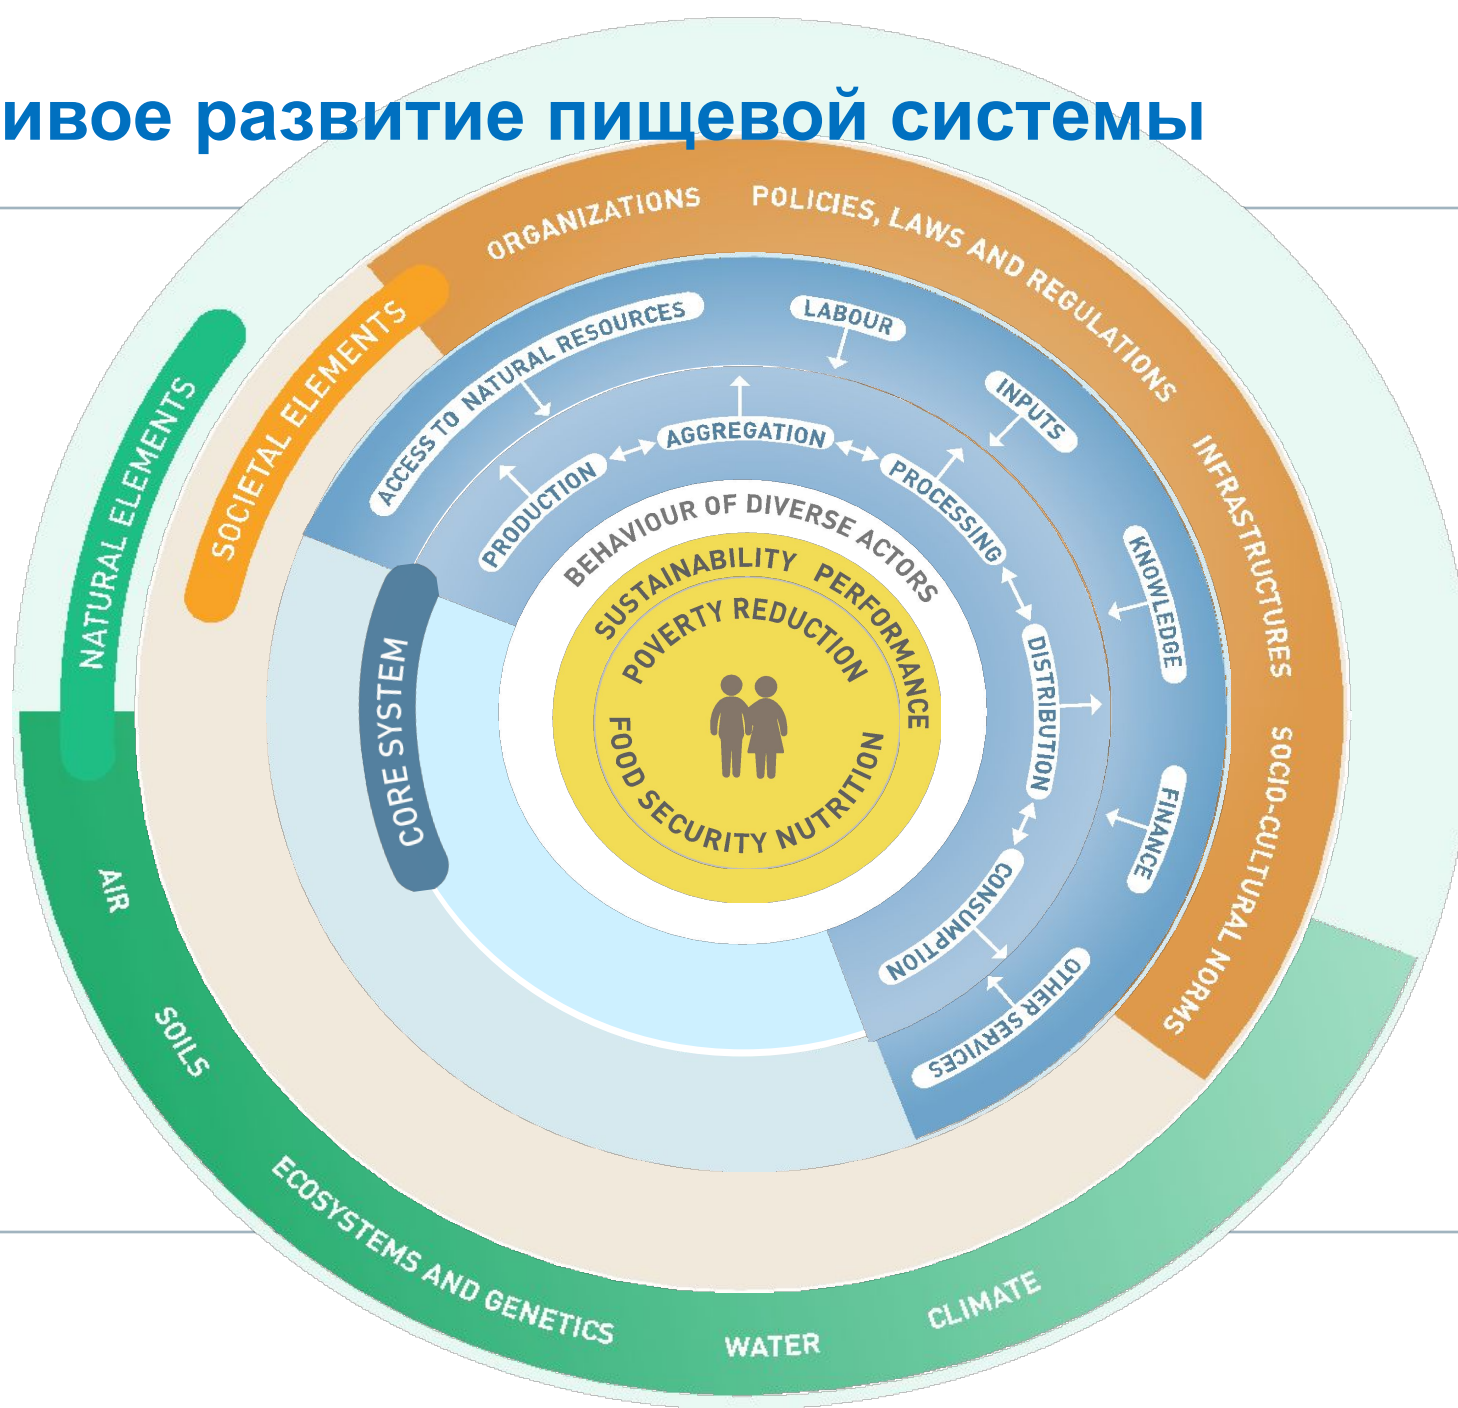 ивое развитие пищевой системы
ORGANIZATIONS
POLICIES, LAWS AND REGULATIONS
INFRASTRUCTURES
SOCIO-CULTURAL NORMS
SOCIETAL ELEMENTS
NATURAL ELEMENTS
ACCESS TO NATURAL RESOURCES
LABOUR
INPUTS
KNOWLEDGE
FINANCE
OTHER SERVICES
PRODUCTION
AGGREGATION
PROCESSING
DISTRIBUTION
CONSUMPTION
CORE SYSTEM
BEHAVIOUR OF DIVERSE ACTORS
SUSTAINABILITY PERFORMANCE
POVERTY REDUCTION
FOOD SECURITY NUTRITION
AIR
SOILS
ECOSYSTEMS AND GENETICS
WATER
CLIMATE